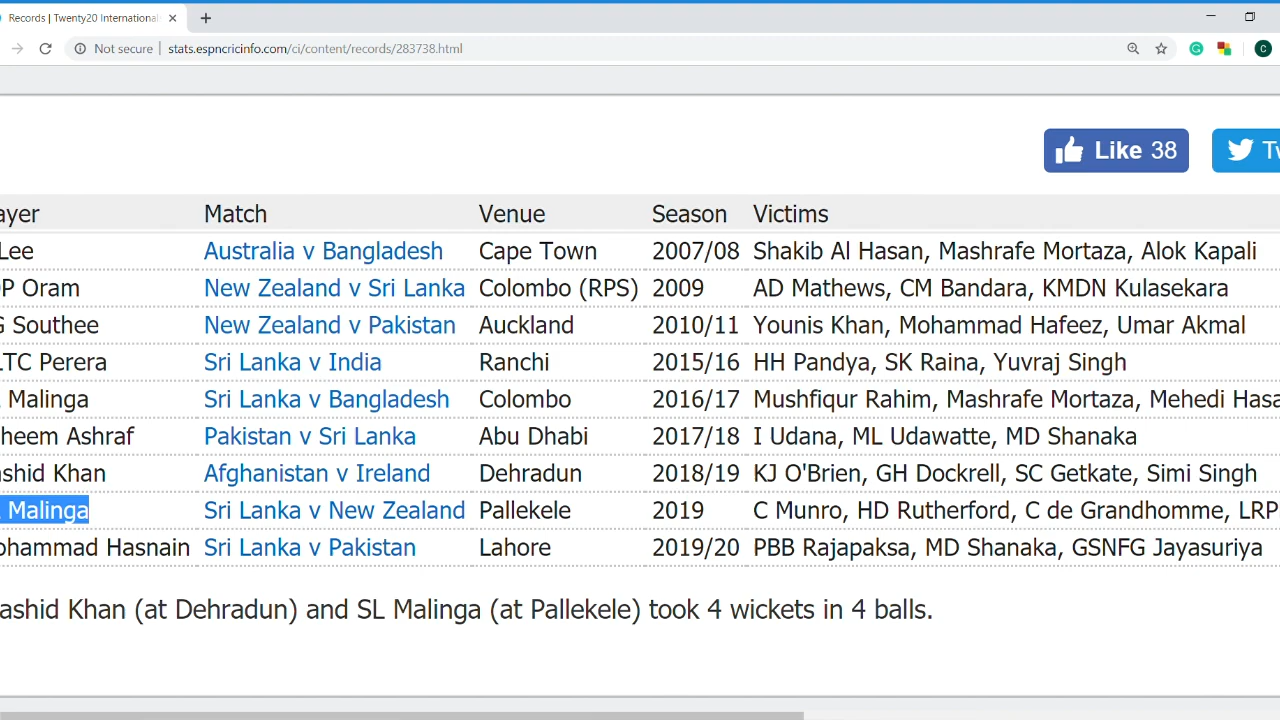 Records | Twenty20 International
Not secure | stats.espncricinfo.com/ci/content/records/283738.html
C
Like 38 Tw
ayer Match Venue Season Victims
Lee Australia v Bangladesh Cape Town 2007/08 Shakib Al Hasan, Mashrafe Mortaza, Alok Kapali
P Oram New Zealand v Sri Lanka Colombo (RPS) 2009 AD Mathews, CM Bandara, KMDN Kulasekara
G Southee New Zealand v Pakistan Auckland 2010/11 Younis Khan, Mohammad Hafeez, Umar Akmal
LTC Perera Sri Lanka v India Ranchi 2015/16 HH Pandya, SK Raina, Yuvraj Singh
Malinga Sri Lanka v Bangladesh Colombo 2016/17 Mushfiqur Rahim, Mashrafe Mortaza, Mehedi Hasa
heem Ashraf Pakistan v Sri Lanka Abu Dhabi 2017/18 I Udana, ML Udawatte, MD Shanaka
ashid Khan Afghanistan v Ireland Dehradun 2018/19 KJ O'Brien, GH Dockrell, SC Getkate, Simi Singh
Malinga Sri Lanka v New Zealand Pallekele 2019 C Munro, HD Rutherford, C de Grandhomme, LRP
ohammad Hasnain Sri Lanka v Pakistan Lahore 2019/20 PBB Rajapaksa, MD Shanaka, GSNFG Jayasuriya
ashid Khan (at Dehradun) and SL Malinga (at Pallekele) took 4 wickets in 4 balls.